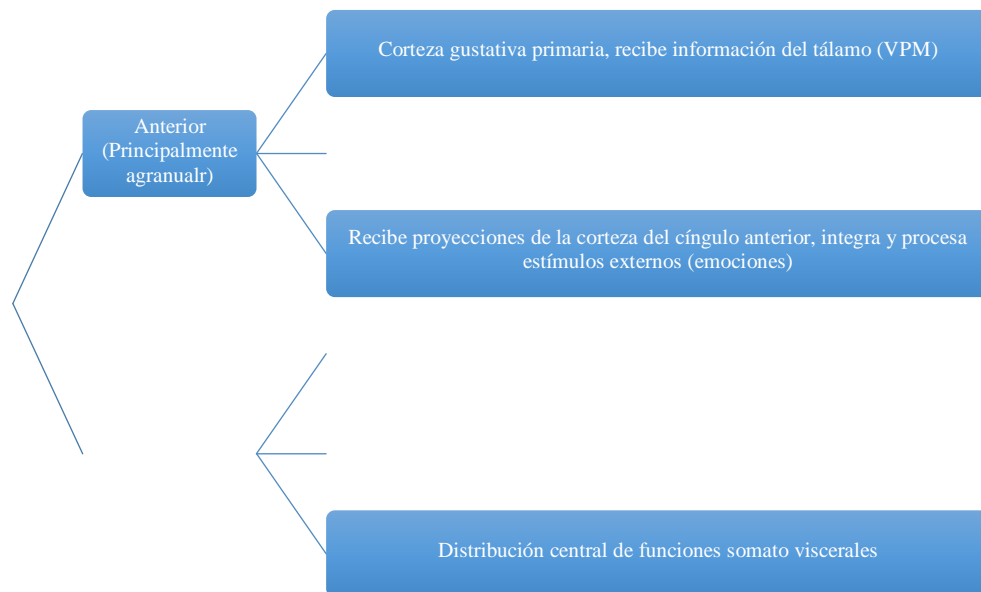 Corteza gustativa primaria, recibe información del tálamo (VPM)
Anterior
(Principalmente
agranualr)
Recibe proyecciones de la corteza del cíngulo anterior, integra y procesa
estímulos externos (emociones)
Distribución central de funciones somato viscerales